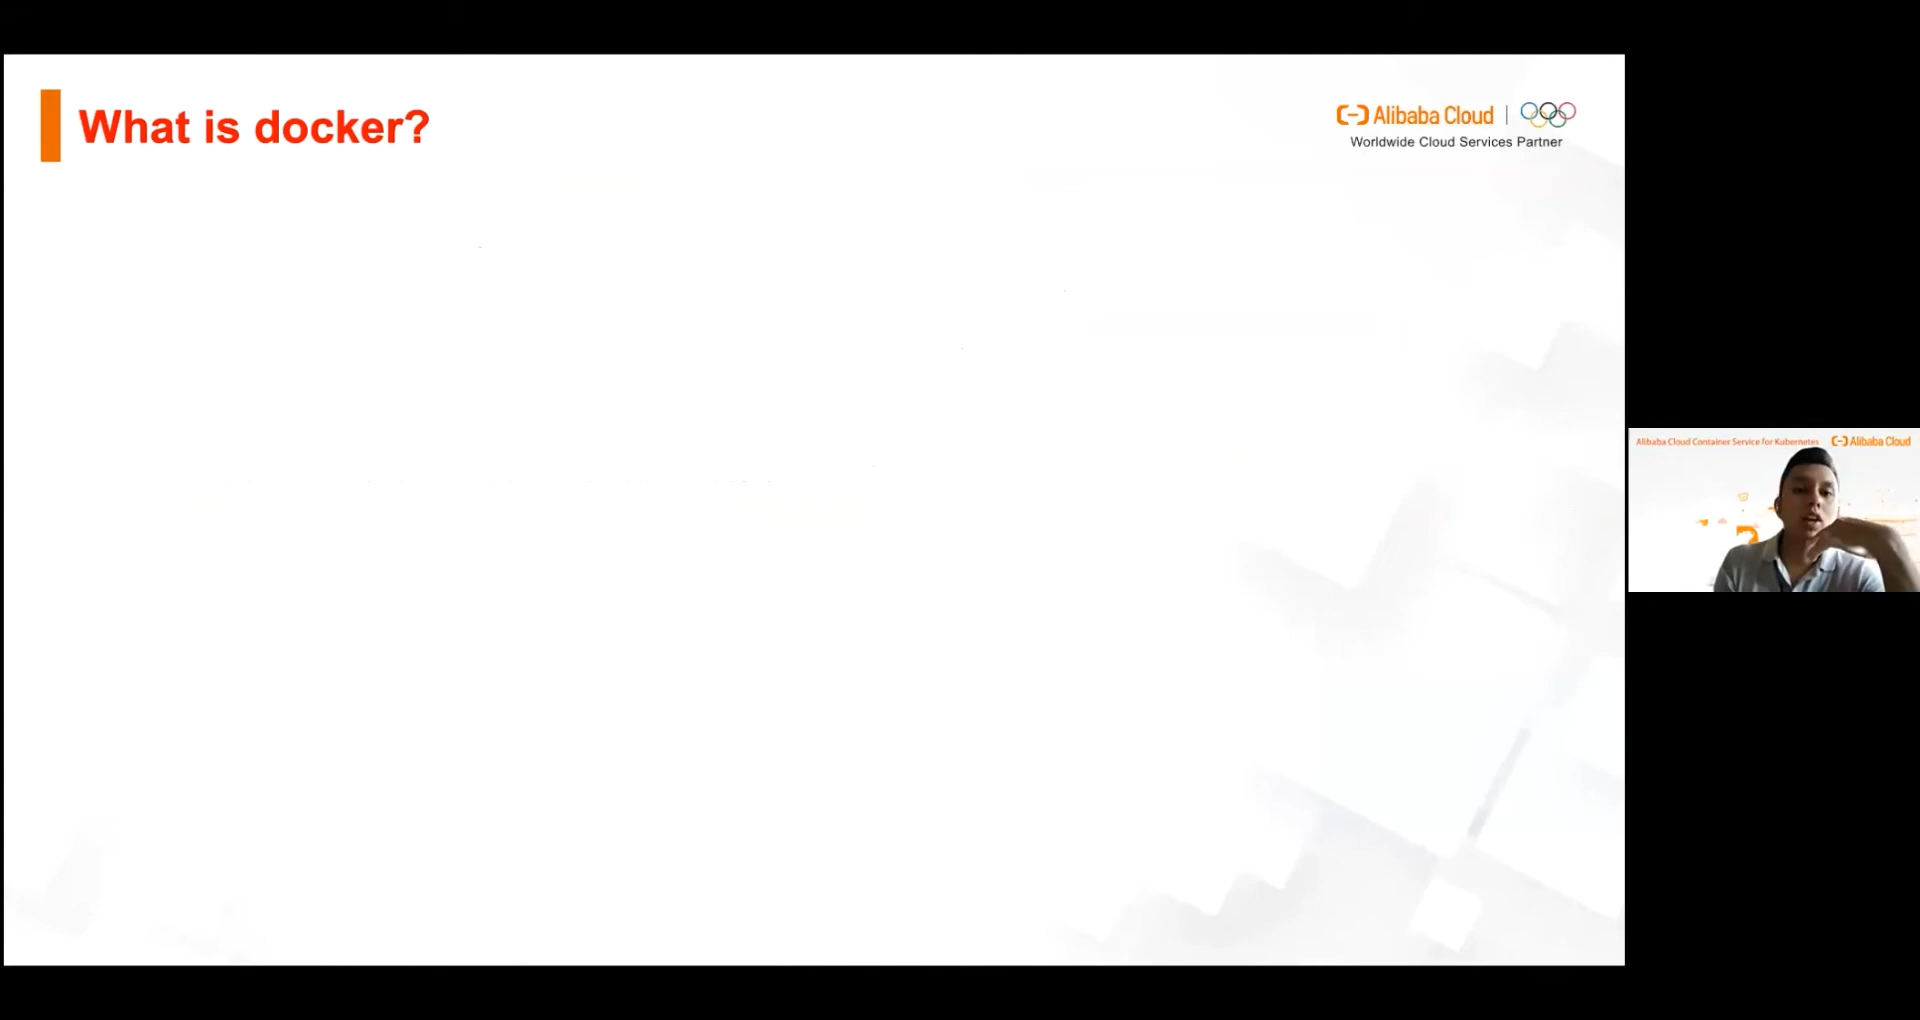 What is docker?
Alibaba Cloud
Worldwide Cloud Services Partner
Alibaba Cloud Container Service for Kubernetes
Alibaba Cloud